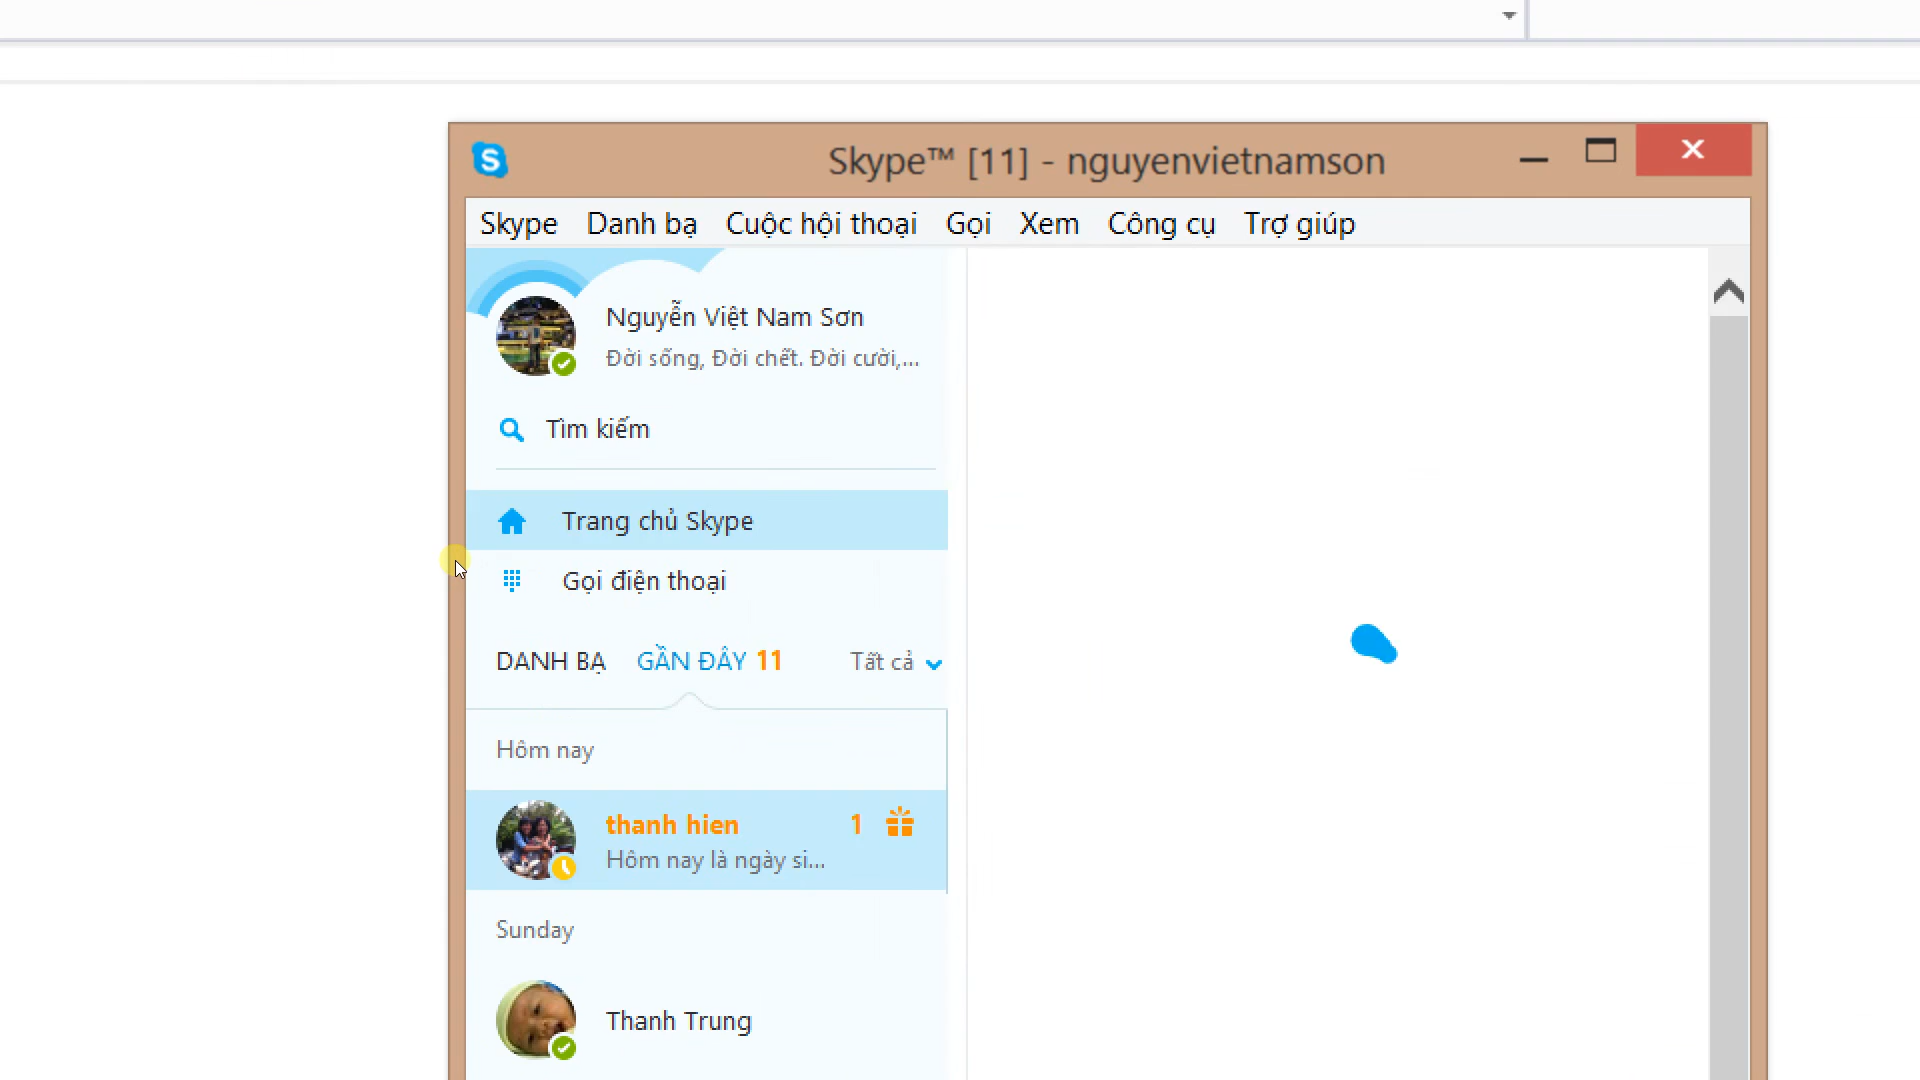 Skype™ [11] - nguyenvietnamson
Skype Danh bạ Cuộc hội thoại Gọi Xem Công cụ Trợ giúp
Nguyễn Việt Nam Sơn
Đời sống, Đời chết. Đời cười,...
Tìm kiếm
Trang chủ Skype
Gọi điện thoại
DANH BẠ GẦN ĐÂY 11 Tất cả
Hôm nay
thanh hien 1
Hôm nay là ngày si...
Sunday
Thanh Trung